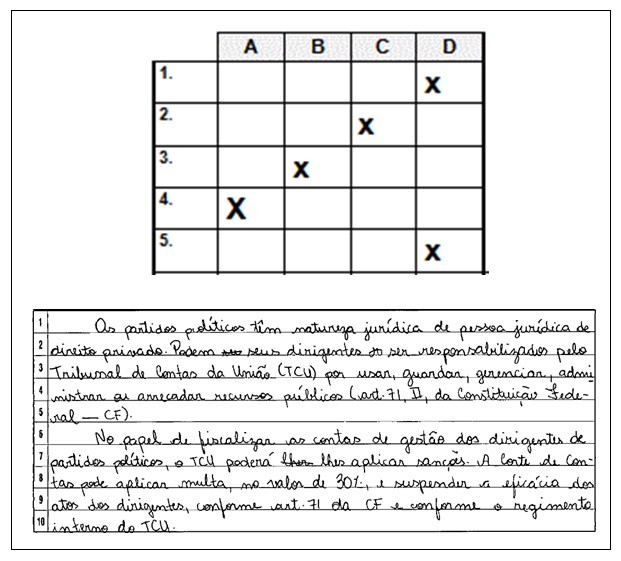 A B C D
1. X
2. X
3. X
4. X
5. X
1 Os partidos políticos têm natureza jurídica de pessoa jurídica de
2 direito privado. Podem seus dirigentes ser responsabilizados pelo
3 Tribunal de Contas da União (TCU) por usar, guardar, gerenciar, admi-
4 nistrar ou arrecadar recursos públicos (art. 71, II, da Constituição Fede-
5 ral — CF).
6 No papel de fiscalizar as contas de gestão dos dirigentes de
7 partidos políticos, o TCU poderá lhes aplicar sanções. A Corte de Con-
8 tas pode aplicar multa, no valor de 30%, e suspender a eficácia dos
9 atos dos dirigentes, conforme art. 71 da CF e conforme o regimento
10 interno do TCU.